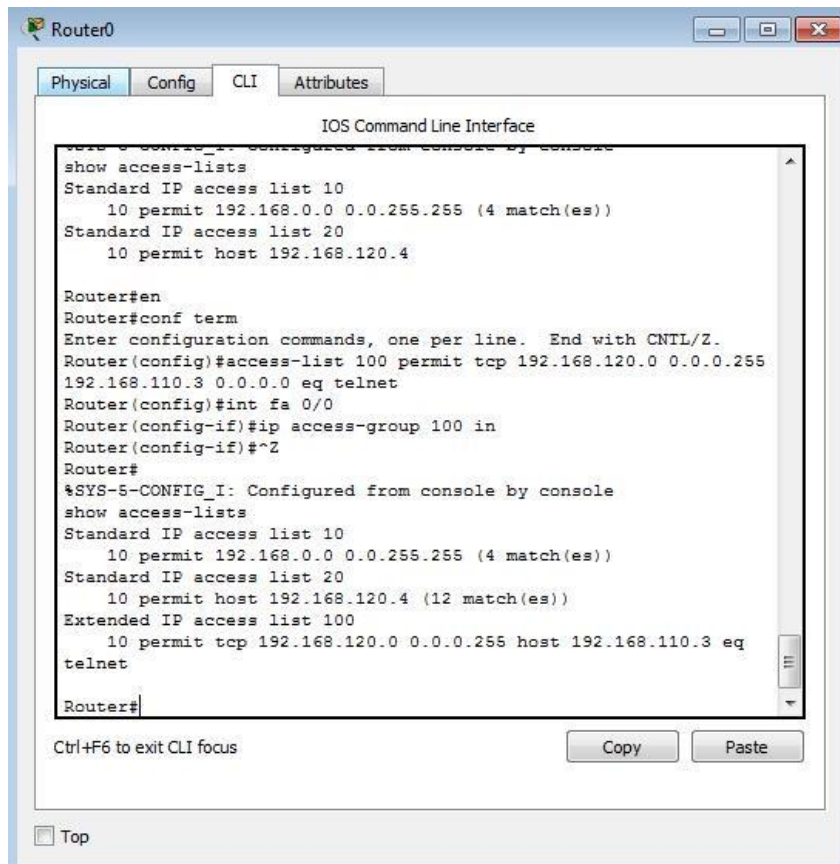 Router0
Physical Config CLI Attributes
IOS Command Line Interface
%SYS-5-CONFIG_I: Configured from console by console
show access-lists
Standard IP access list 10
10 permit 192.168.0.0 0.0.255.255 (4 match(es))
Standard IP access list 20
10 permit host 192.168.120.4
Router#en
Router#conf term
Enter configuration commands, one per line. End with CNTL/Z.
Router(config)#access-list 100 permit tcp 192.168.120.0 0.0.0.255
192.168.110.3 0.0.0.0 eq telnet
Router(config)#int fa 0/0
Router(config-if)#ip access-group 100 in
Router(config-if)#^Z
Router#
%SYS-5-CONFIG_I: Configured from console by console
show access-lists
Standard IP access list 10
10 permit 192.168.0.0 0.0.255.255 (4 match(es))
Standard IP access list 20
10 permit host 192.168.120.4 (12 match(es))
Extended IP access list 100
10 permit tcp 192.168.120.0 0.0.0.255 host 192.168.110.3 eq
telnet
Router#
Ctrl+F6 to exit CLI focus
Copy Paste
Top